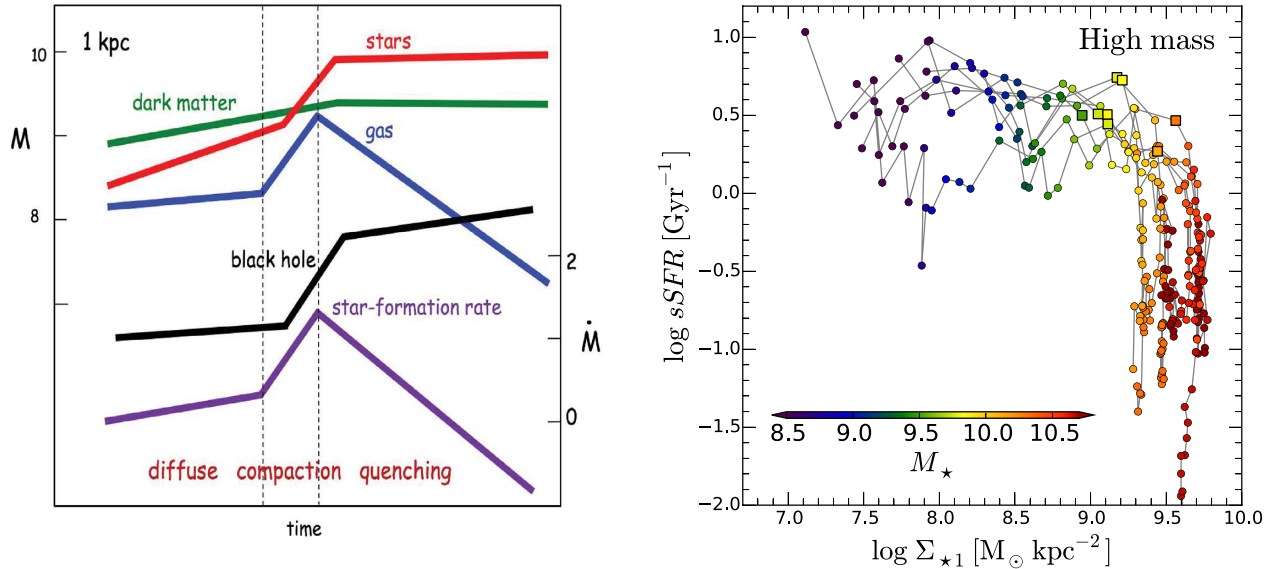 10
1 kpc
stars
dark matter
M
gas
8
black hole
2
star-formation rate
Ṁ
0
diffuse compaction quenching
time
High mass
1.0
0.5
0.0
−0.5
−1.0
−1.5
−2.0
log sSFR [Gyr⁻¹]
8.5 9.0 9.5 10.0 10.5
M⋆
7.0 7.5 8.0 8.5 9.0 9.5 10.0
log Σ⋆1 [M⊙ kpc⁻²]